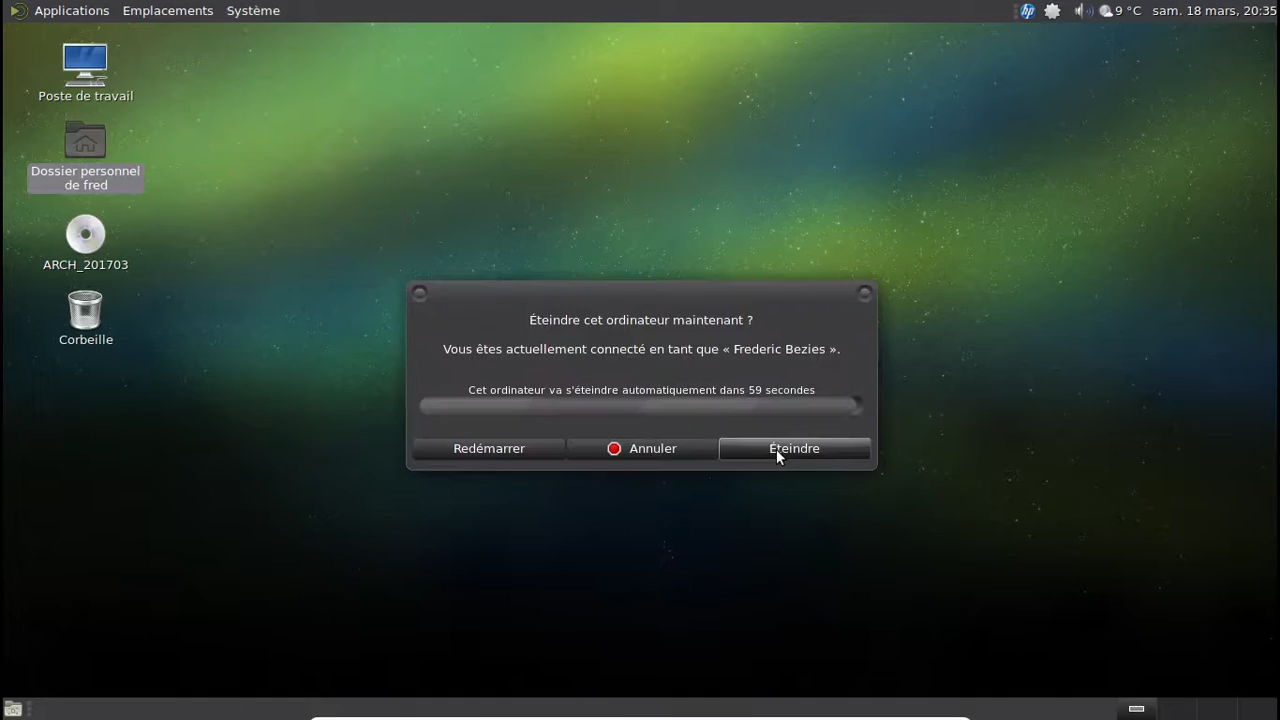 Applications Emplacements Système
hp 9 °C sam. 18 mars, 20:35
Poste de travail
Dossier personnel
de fred
ARCH_201703
Corbeille
Éteindre cet ordinateur maintenant ?
Vous êtes actuellement connecté en tant que « Frederic Bezies ».
Cet ordinateur va s'éteindre automatiquement dans 59 secondes
Redémarrer Annuler Éteindre